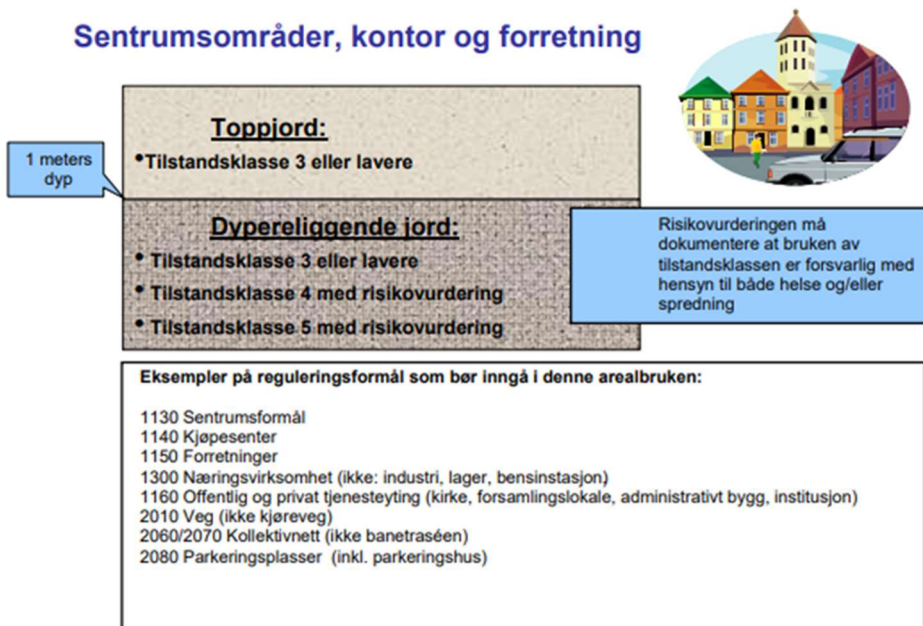 Sentrumsområder, kontor og forretning
Toppjord:
•Tilstandsklasse 3 eller lavere
1 meters
dyp
Dypereliggende jord:
• Tilstandsklasse 3 eller lavere
• Tilstandsklasse 4 med risikovurdering
• Tilstandsklasse 5 med risikovurdering
Risikovurderingen må
dokumentere at bruken av
tilstandsklassen er forsvarlig med
hensyn til både helse og/eller
spredning
Eksempler på reguleringsformål som bør inngå i denne arealbruken:
1130 Sentrumsformål
1140 Kjøpesenter
1150 Forretninger
1300 Næringsvirksomhet (ikke: industri, lager, bensinstasjon)
1160 Offentlig og privat tjenesteyting (kirke, forsamlingslokale, administrativt bygg, institusjon)
2010 Veg (ikke kjøreveg)
2060/2070 Kollektivnett (ikke banetraséen)
2080 Parkeringsplasser (inkl. parkeringshus)